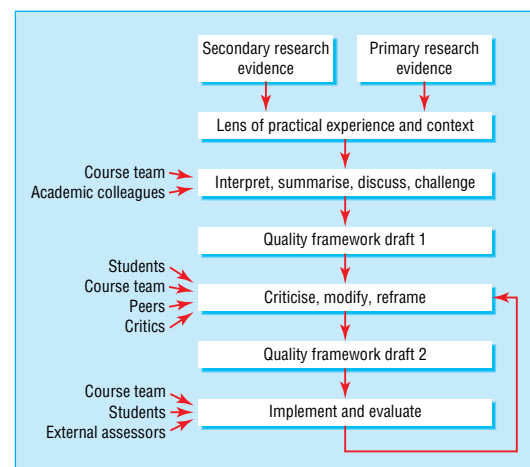 Secondary research
evidence
Primary research
evidence
Lens of practical experience and context
Course team
Academic colleagues
Interpret, summarise, discuss, challenge
Quality framework draft 1
Students
Course team
Peers
Critics
Criticise, modify, reframe
Quality framework draft 2
Course team
Students
External assessors
Implement and evaluate